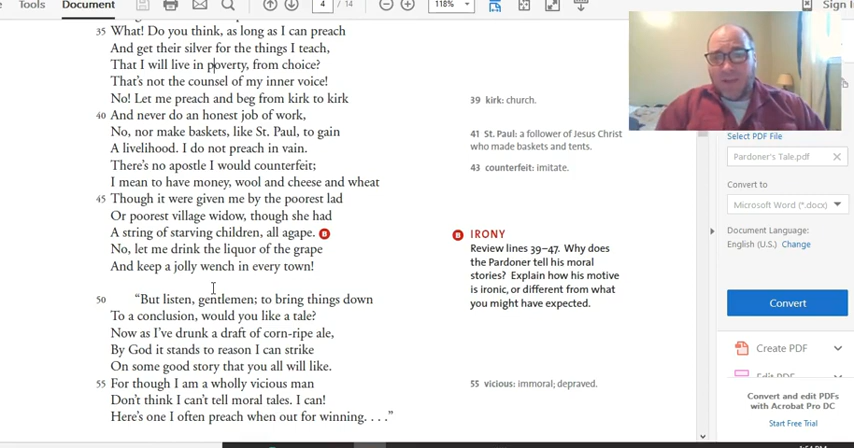 Tools
Document
4 / 14
118%
Sign I
35 What! Do you think, as long as I can preach
And get their silver for the things I teach,
That I will live in poverty, from choice?
That's not the counsel of my inner voice!
No! Let me preach and beg from kirk to kirk
40 And never do an honest job of work,
No, nor make baskets, like St. Paul, to gain
A livelihood. I do not preach in vain.
There's no apostle I would counterfeit;
I mean to have money, wool and cheese and wheat
45 Though it were given me by the poorest lad
Or poorest village widow, though she had
A string of starving children, all agape. B
No, let me drink the liquor of the grape
And keep a jolly wench in every town!
50 “But listen, gentlemen; to bring things down
To a conclusion, would you like a tale?
Now as I've drunk a draft of corn-ripe ale,
By God it stands to reason I can strike
On some good story that you all will like.
55 For though I am a wholly vicious man
Don't think I can't tell moral tales. I can!
Here's one I often preach when out for winning. . . .”
39 kirk: church.
41 St. Paul: a follower of Jesus Christ
who made baskets and tents.
43 counterfeit: imitate.
B IRONY
Review lines 39–47. Why does
the Pardoner tell his moral
stories? Explain how his motive
is ironic, or different from what
you might have expected.
55 vicious: immoral; depraved.
Select PDF File
Pardoner's Tale.pdf
Convert to
Microsoft Word (*.docx)
Document Language:
English (U.S.) Change
Convert
Create PDF
Edit PDF
Convert and edit PDFs
with Acrobat Pro DC
Start Free Trial